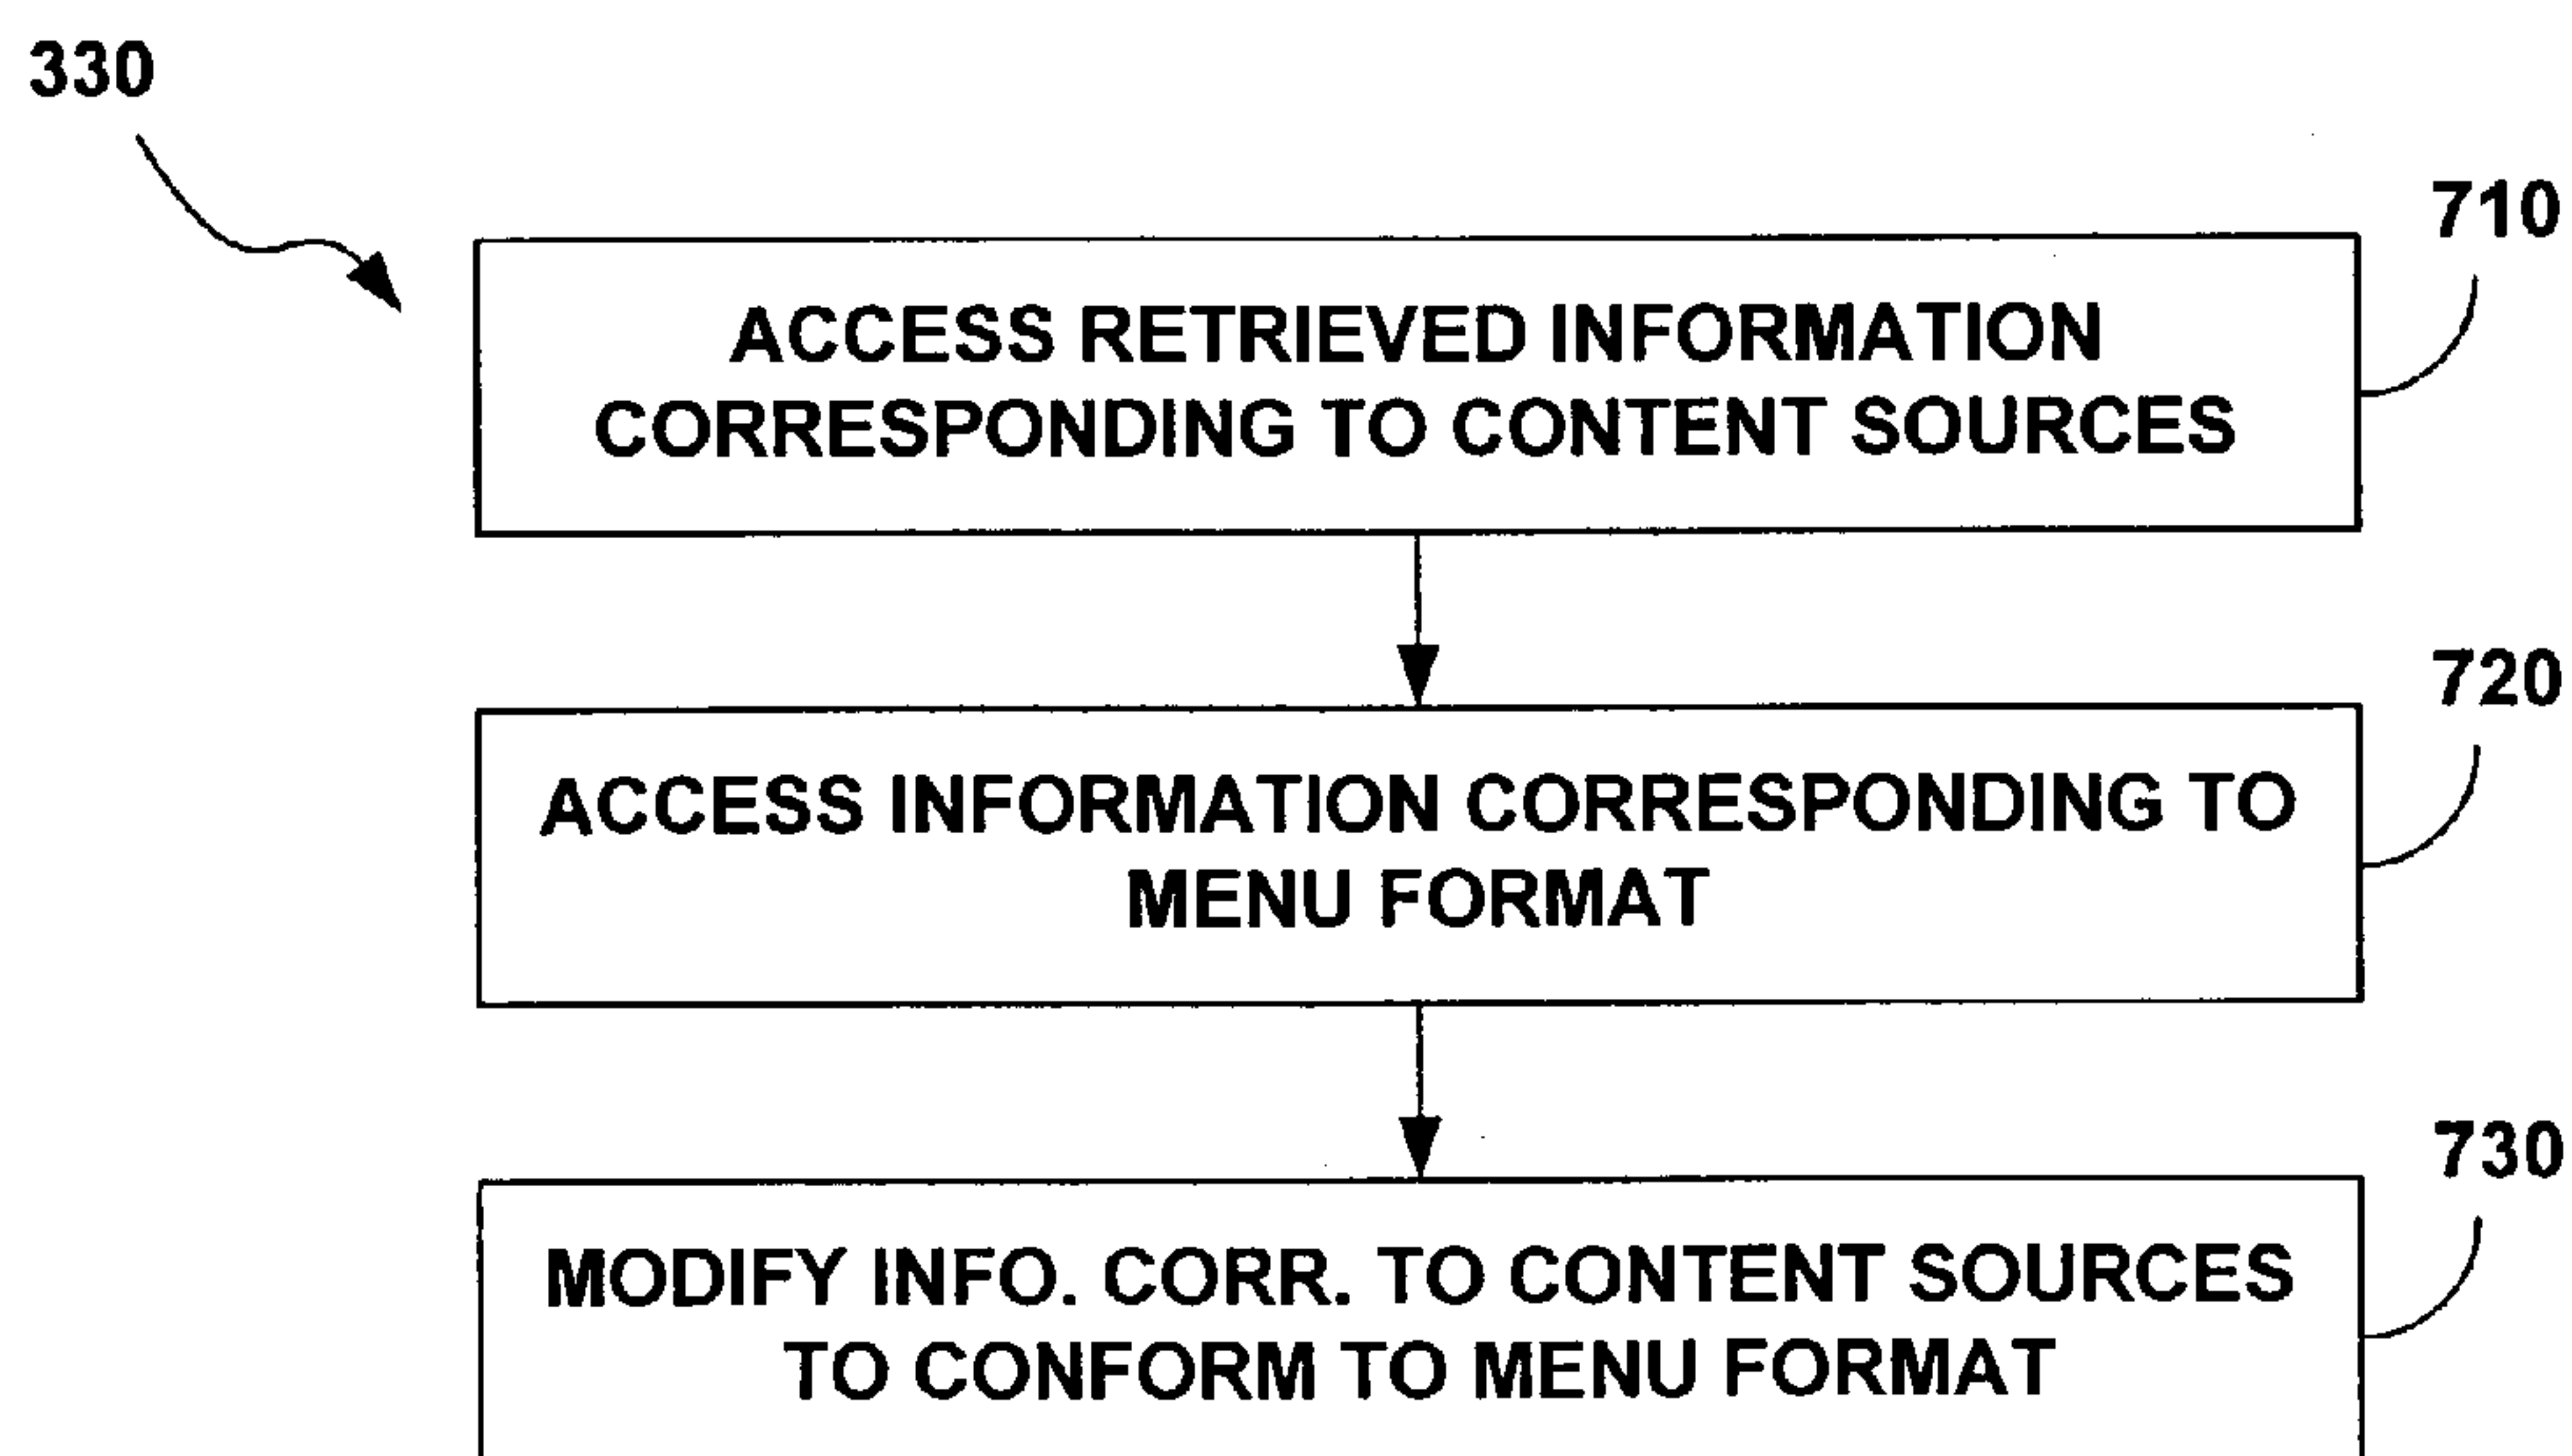 330
710
ACCESS RETRIEVED INFORMATION
CORRESPONDING TO CONTENT SOURCES
720
ACCESS INFORMATION CORRESPONDING TO
MENU FORMAT
730
MODIFY INFO. CORR. TO CONTENT SOURCES
TO CONFORM TO MENU FORMAT